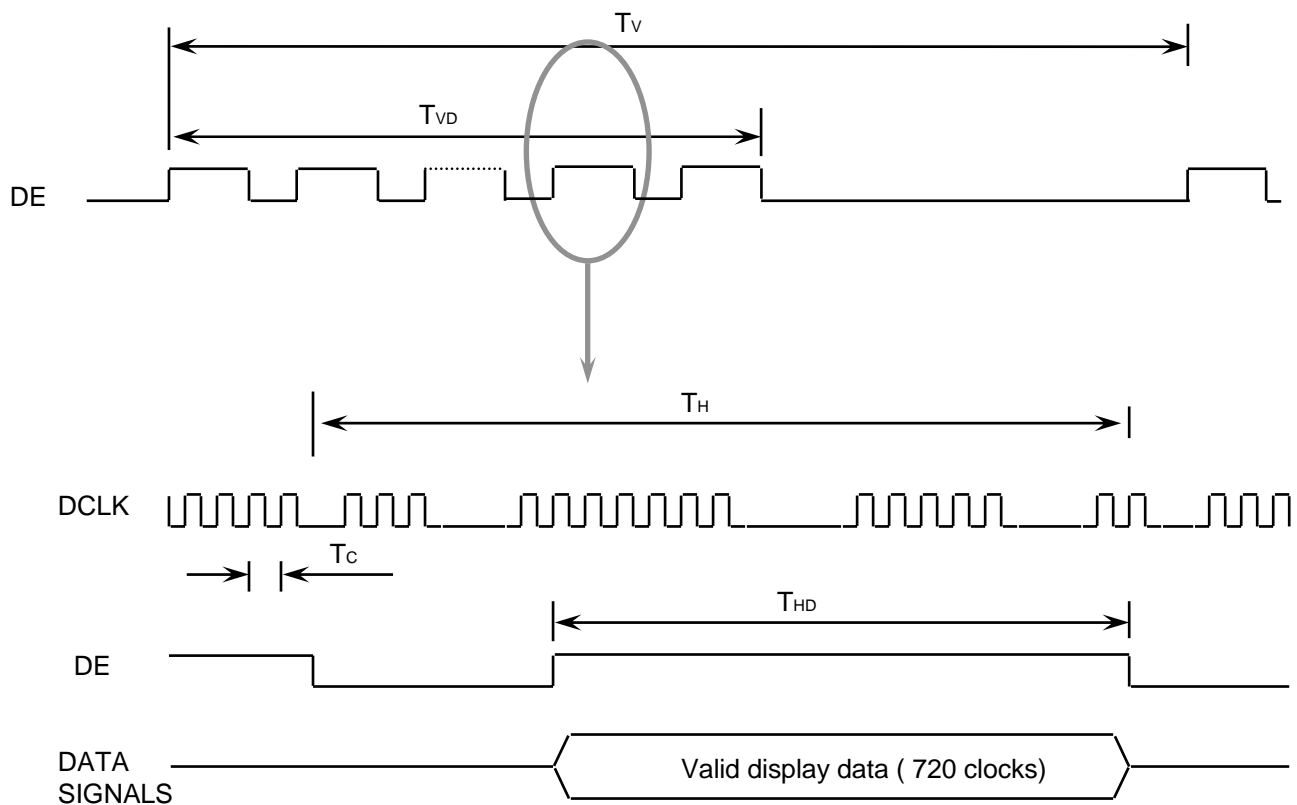 TV
TVD
DE
TH
DCLK
TC
THD
DE
DATA
SIGNALS
Valid display data ( 720 clocks)